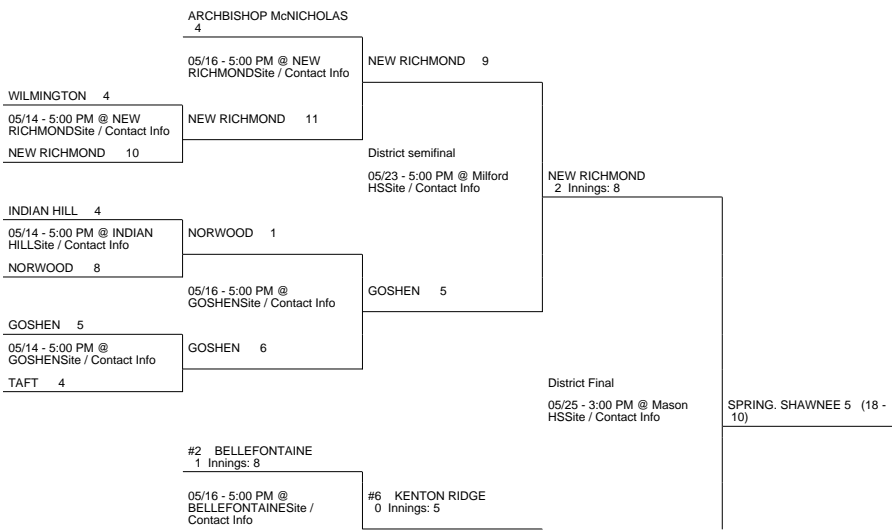 ARCHBISHOP McNICHOLAS
4
05/16 - 5:00 PM @ NEW
RICHMONDSite / Contact Info
NEW RICHMOND 9
WILMINGTON 4
05/14 - 5:00 PM @ NEW
RICHMONDSite / Contact Info
NEW RICHMOND 11
NEW RICHMOND 10
District semifinal
05/23 - 5:00 PM @ Milford
HSSite / Contact Info
NEW RICHMOND
2 Innings: 8
INDIAN HILL 4
05/14 - 5:00 PM @ INDIAN
HILLSite / Contact Info
NORWOOD 1
NORWOOD 8
05/16 - 5:00 PM @
GOSHENSite / Contact Info
GOSHEN 5
GOSHEN 5
05/14 - 5:00 PM @
GOSHENSite / Contact Info
GOSHEN 6
TAFT 4
District Final
05/25 - 3:00 PM @ Mason
HSSite / Contact Info
SPRING. SHAWNEE 5 (18 -
10)
#2 BELLEFONTAINE
1 Innings: 8
05/16 - 5:00 PM @
BELLEFONTAINESite /
Contact Info
#6 KENTON RIDGE
0 Innings: 5